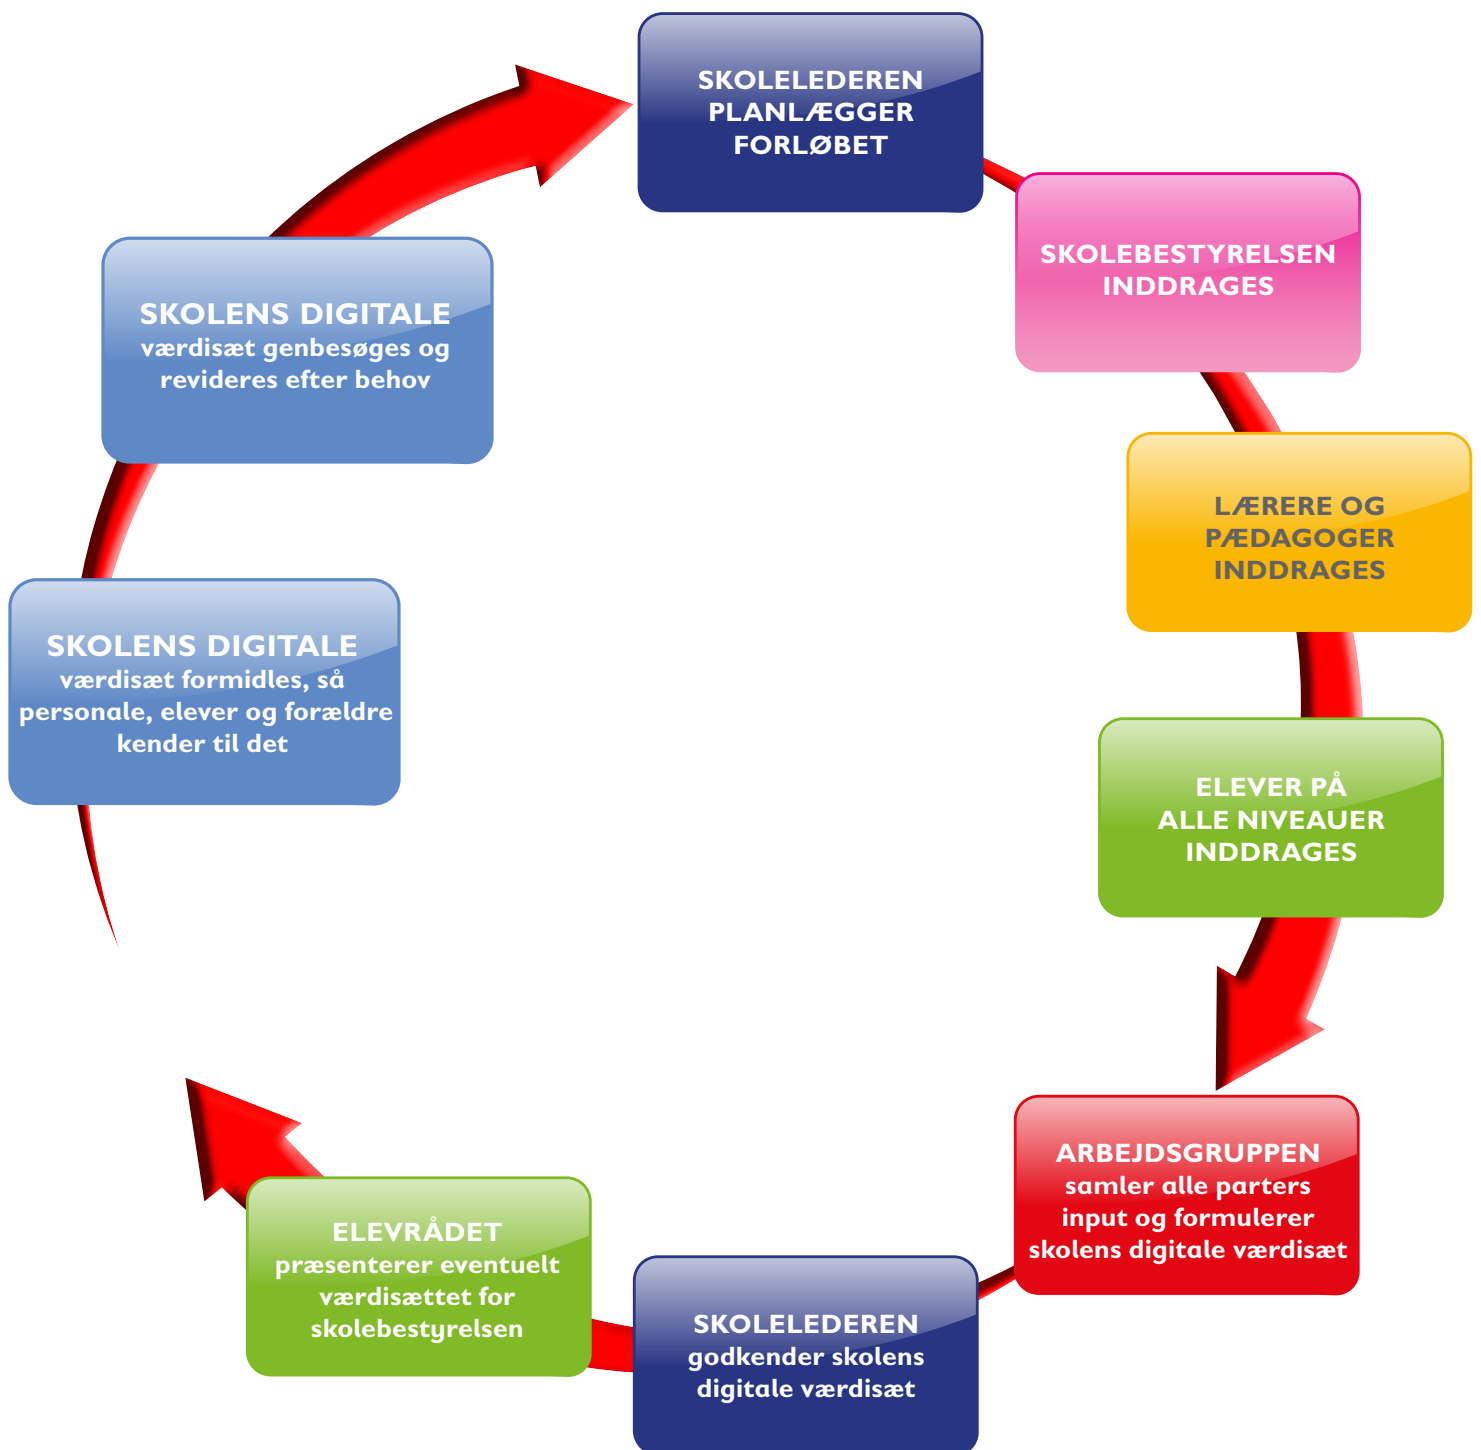 SKOLELEDEREN
PLANLÆGGER
FORLØBET
SKOLEBESTYRELSEN
INDDRAGES
LÆRERE OG
PÆDAGOGER
INDDRAGES
ELEVER PÅ
ALLE NIVEAUER
INDDRAGES
ARBEJDSGRUPPEN
samler alle parters
input og formulerer
skolens digitale værdisæt
SKOLELEDEREN
godkender skolens
digitale værdisæt
ELEVRÅDET
præsenterer eventuelt
værdisættet for
skolebestyrelsen
SKOLENS DIGITALE
værdisæt formidles, så
personale, elever og forældre
kender til det
SKOLENS DIGITALE
værdisæt genbesøges og
revideres efter behov